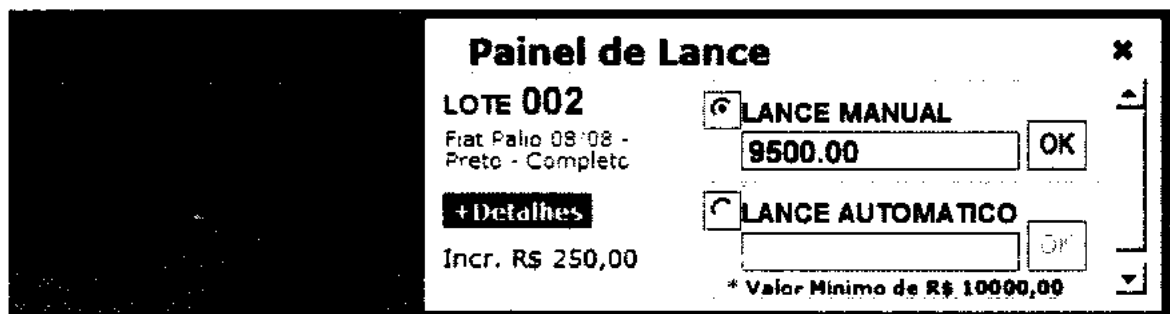 Painel de Lance
LOTE 002
Fiat Palio 08/08 -
Preto - Completo
+Detalhes
Incr. R$ 250,00
LANCE MANUAL
9500.00
OK
LANCE AUTOMATICO
OK
* Valor Minimo de R$ 10000,00